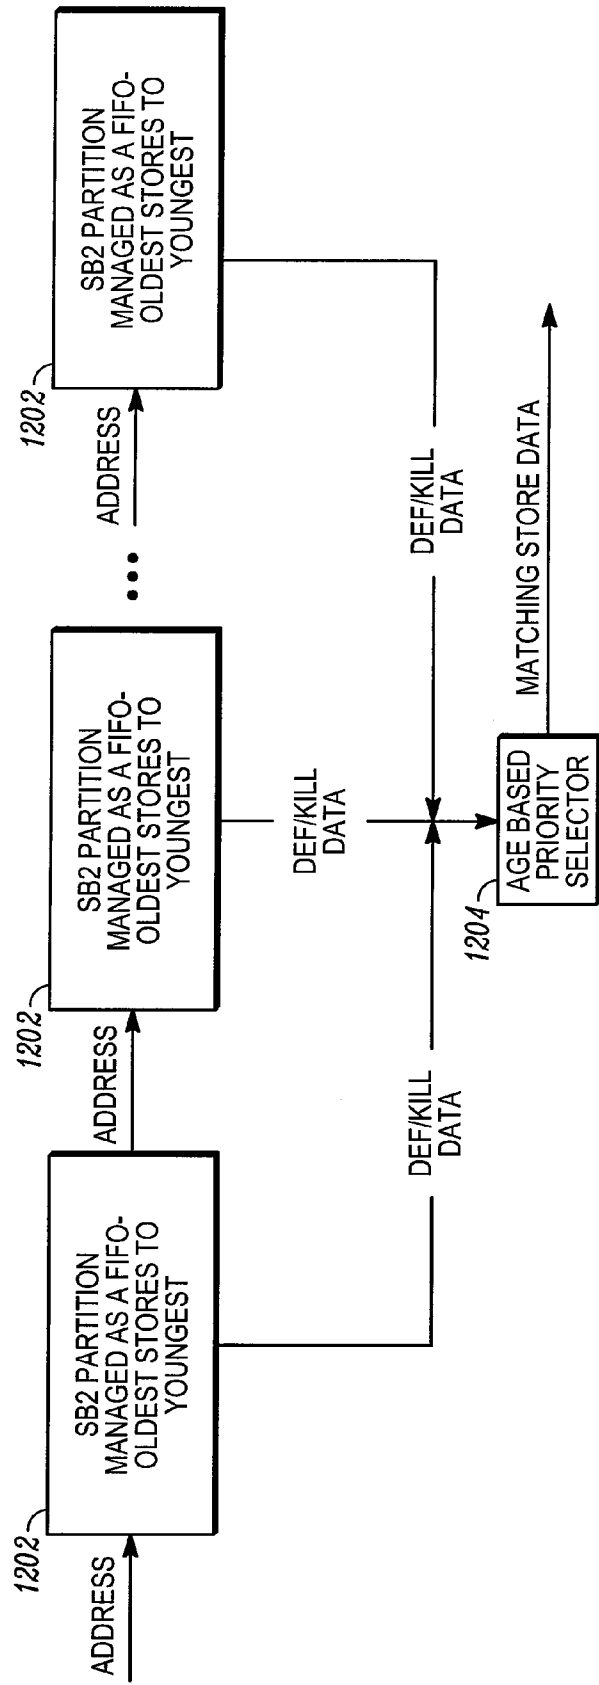 ADDRESS
1202
SB2 PARTITION
MANAGED AS A FIFO-
OLDEST STORES TO
YOUNGEST
ADDRESS
1202
SB2 PARTITION
MANAGED AS A FIFO-
OLDEST STORES TO
YOUNGEST
ADDRESS
1202
SB2 PARTITION
MANAGED AS A FIFO-
OLDEST STORES TO
YOUNGEST
DEF/KILL
DATA
DEF/KILL
DATA
DEF/KILL
DATA
1204
AGE BASED
PRIORITY
SELECTOR
MATCHING STORE DATA